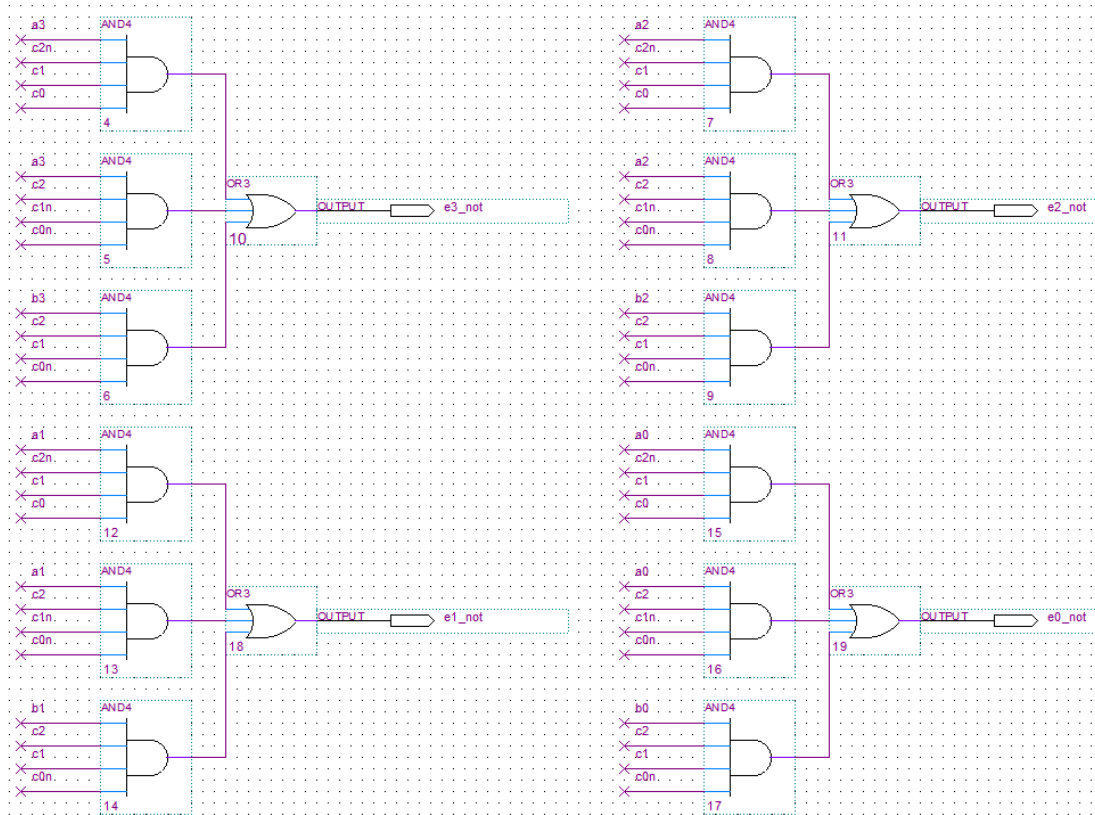 a3 AND4
c2n
c1
c0
4
a3 AND4
c2
c1n
c0n
5
OR3
10
OUTPUT
e3_not
b3 AND4
c2
c1
c0n
6
a2 AND4
c2n
c1
c0
7
a2 AND4
c2
c1n
c0n
8
OR3
11
OUTPUT
e2_not
b2 AND4
c2
c1
c0n
9
a1 AND4
c2n
c1
c0
12
a1 AND4
c2
c1n
c0n
13
OR3
18
OUTPUT
e1_not
b1 AND4
c2
c1
c0n
14
a0 AND4
c2n
c1
c0
15
a0 AND4
c2
c1n
c0n
16
OR3
19
OUTPUT
e0_not
b0 AND4
c2
c1
c0n
17